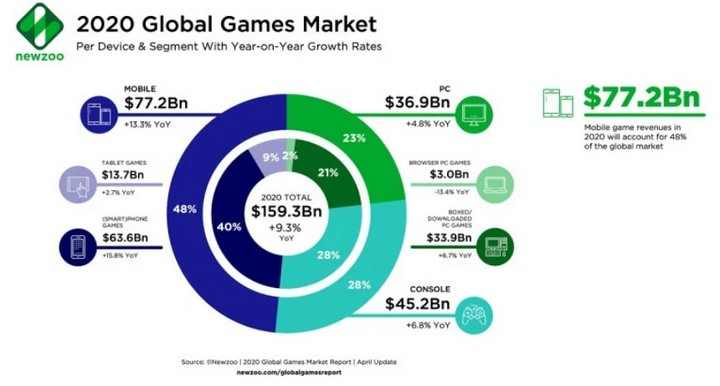 newzoo
2020 Global Games Market
Per Device & Segment With Year-on-Year Growth Rates
MOBILE
$77.2Bn
+13.3% YoY
TABLET GAMES
$13.7Bn
+2.7% YoY
(SMART)PHONE
GAMES
$63.6Bn
+15.8% YoY
48%
40%
9%
2%
23%
21%
28%
28%
2020 TOTAL
$159.3Bn
+9.3%
YoY
PC
$36.9Bn
+4.8% YoY
BROWSER PC GAMES
$3.0Bn
-13.4% YoY
BOXED/
DOWNLOADED
PC GAMES
$33.9Bn
+6.7% YoY
CONSOLE
$45.2Bn
+6.8% YoY
$77.2Bn
Mobile game revenues in
2020 will account for 48%
of the global market
Source: ©Newzoo | 2020 Global Games Market Report | April Update
newzoo.com/globalgamesreport